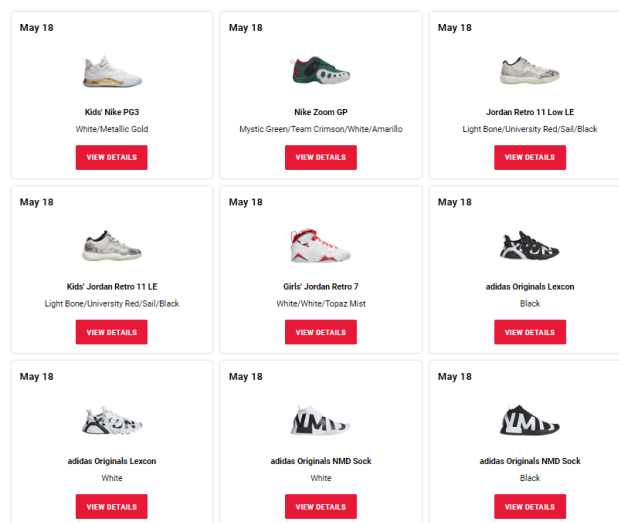 May 18
Kids' Nike PG3
White/Metallic Gold
VIEW DETAILS
May 18
Nike Zoom GP
Mystic Green/Team Crimson/White/Amarillo
VIEW DETAILS
May 18
Jordan Retro 11 Low LE
Light Bone/University Red/Sail/Black
VIEW DETAILS
May 18
Kids' Jordan Retro 11 LE
Light Bone/University Red/Sail/Black
VIEW DETAILS
May 18
Girls' Jordan Retro 7
White/White/Topaz Mist
VIEW DETAILS
May 18
adidas Originals Lexcon
Black
VIEW DETAILS
May 18
adidas Originals Lexcon
White
VIEW DETAILS
May 18
NMD
adidas Originals NMD Sock
White
VIEW DETAILS
May 18
NMD
adidas Originals NMD Sock
Black
VIEW DETAILS